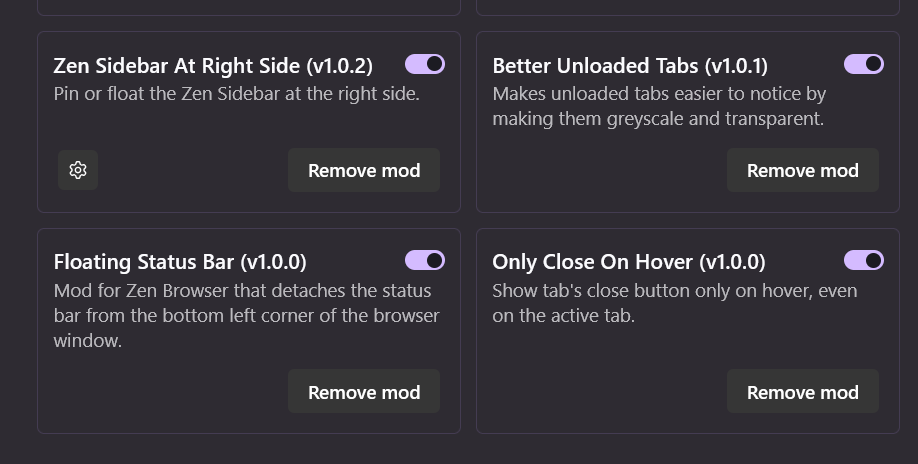 Zen Sidebar At Right Side (v1.0.2)
Pin or float the Zen Sidebar at the right side.
Remove mod
Better Unloaded Tabs (v1.0.1)
Makes unloaded tabs easier to notice by
making them greyscale and transparent.
Remove mod
Floating Status Bar (v1.0.0)
Mod for Zen Browser that detaches the status
bar from the bottom left corner of the browser
window.
Remove mod
Only Close On Hover (v1.0.0)
Show tab's close button only on hover, even
on the active tab.
Remove mod